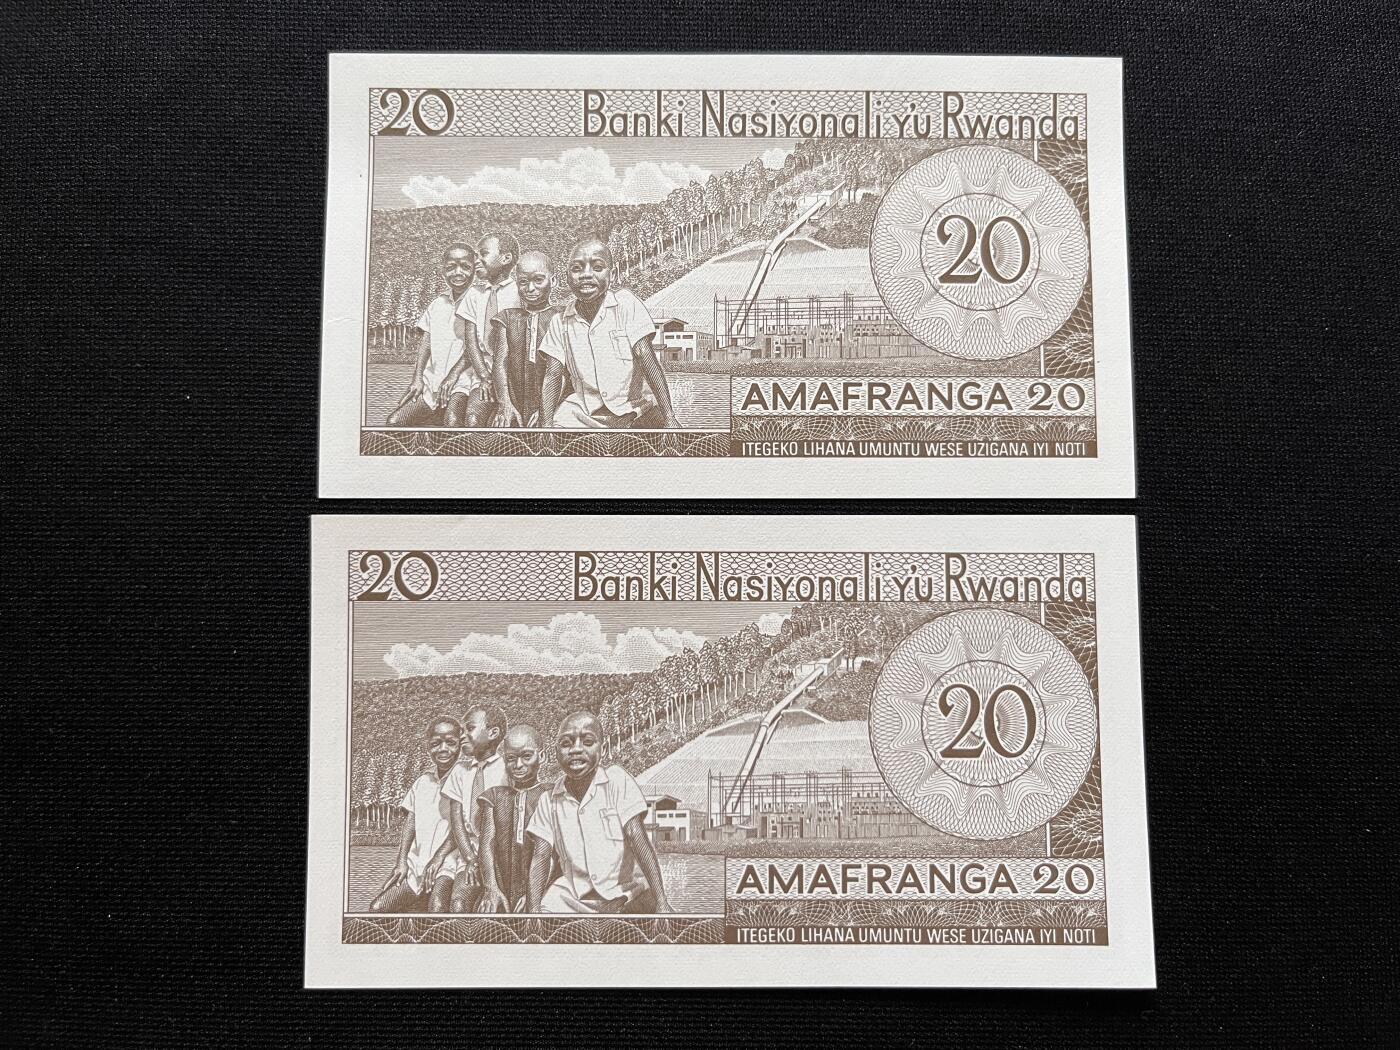 20 Banki Nasiyonali y'u Rwanda
20
AMAFRANGA 20
ITEGEKO LIHANA UMUNTU WESE UZIGANA IYI NOTI
20 Banki Nasiyonali y'u Rwanda
20
AMAFRANGA 20
ITEGEKO LIHANA UMUNTU WESE UZIGANA IYI NOTI